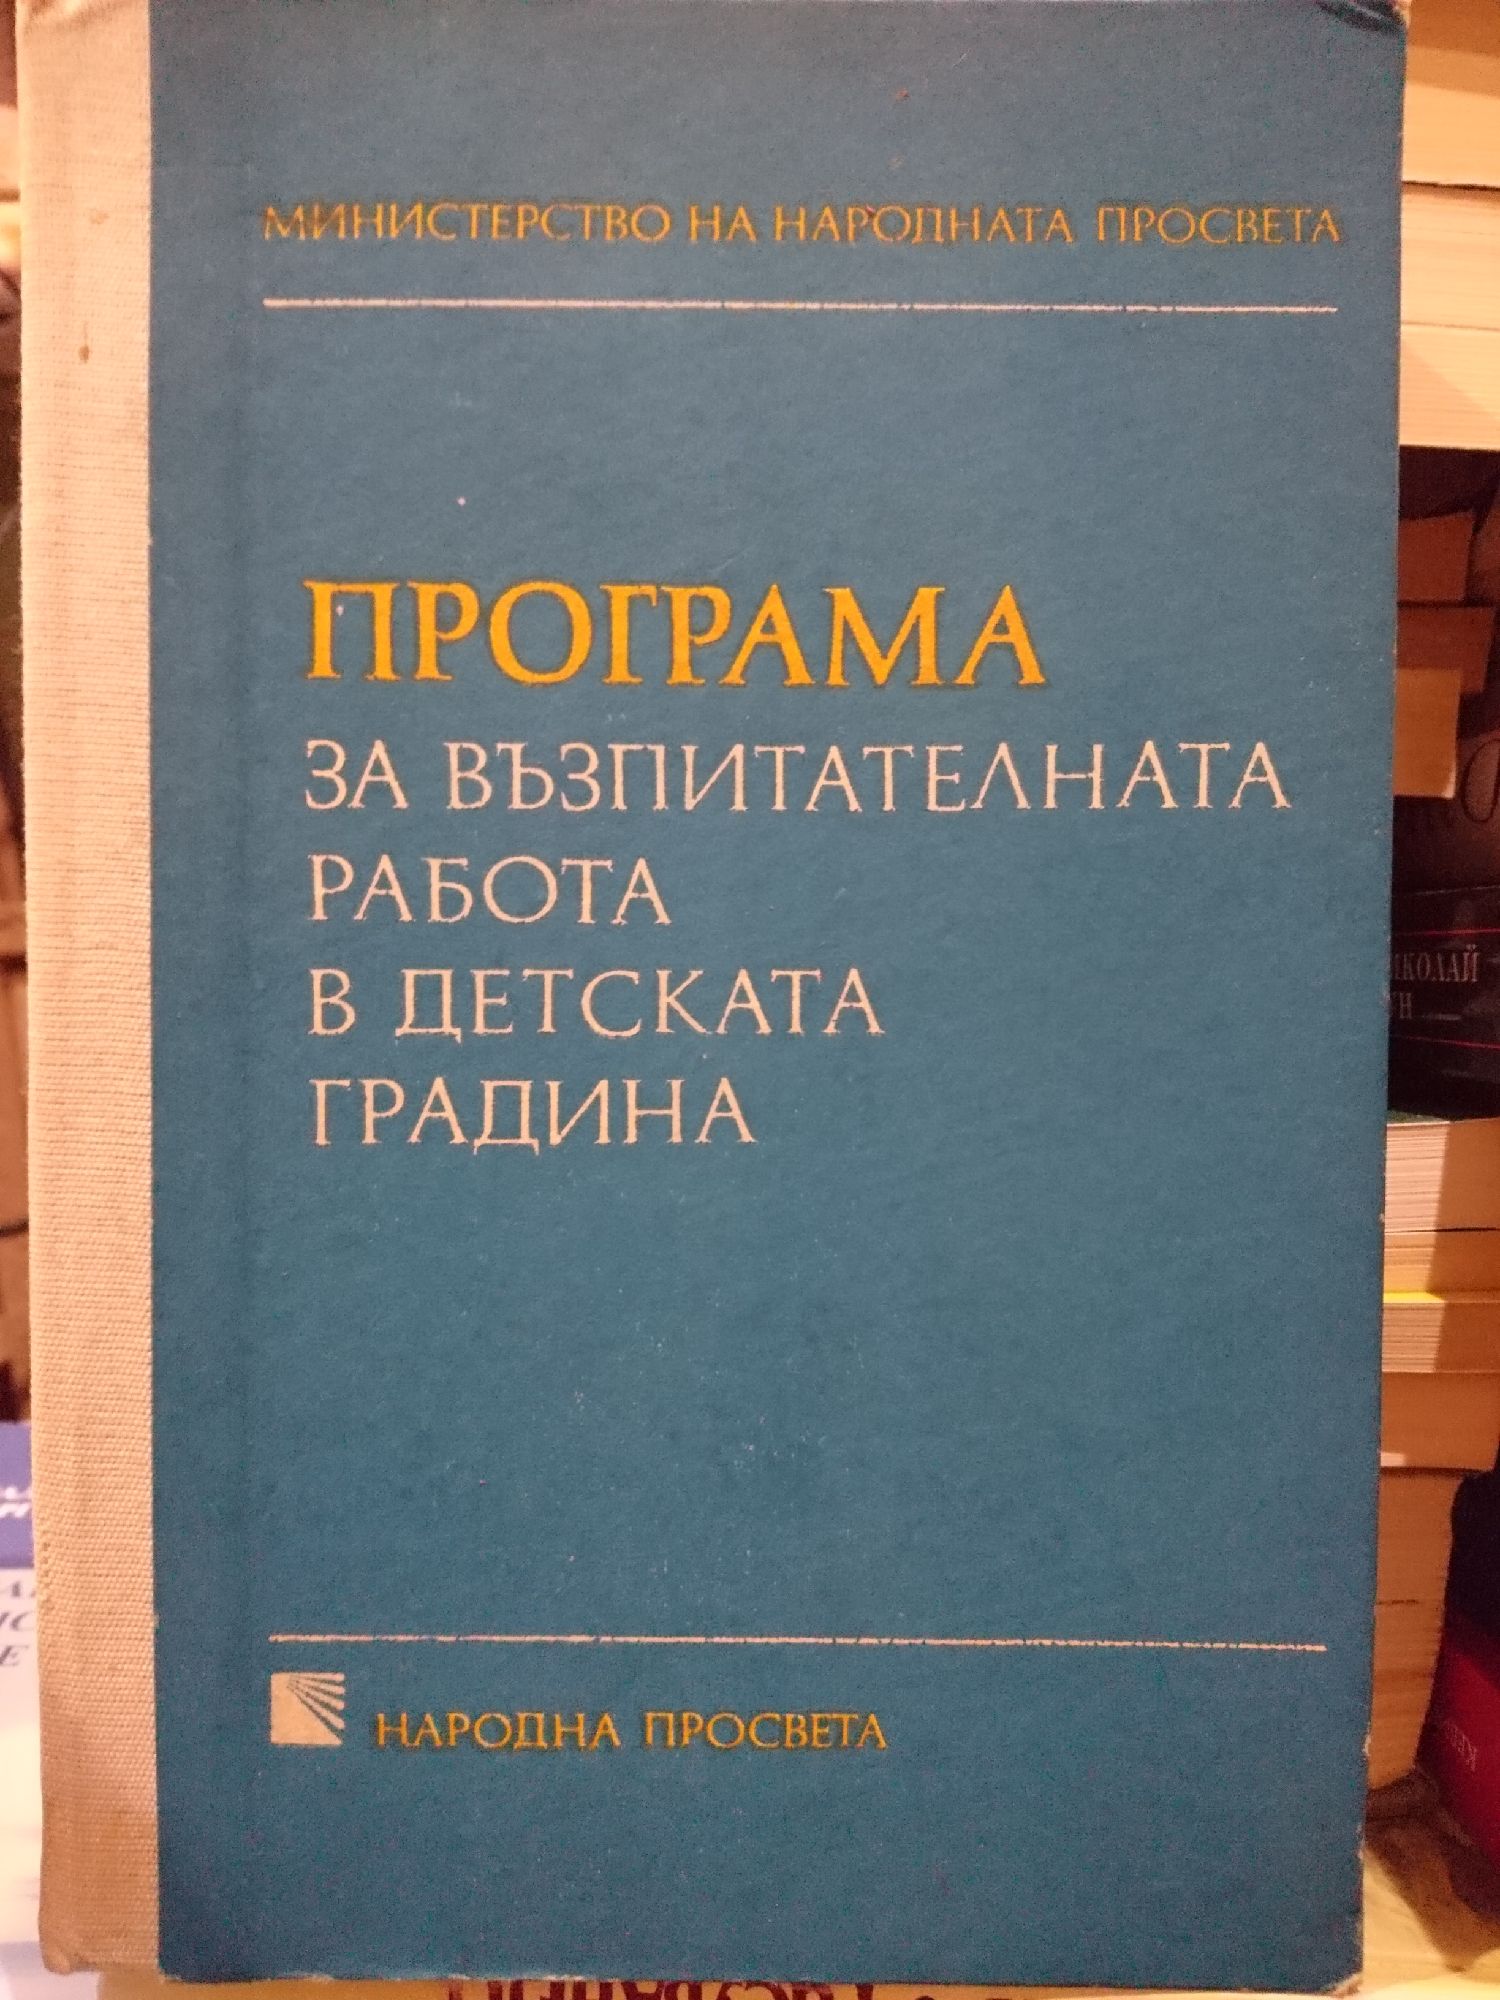 МИНИСТЕРСТВО НА НАРОДНАТА ПРОСВЕТА
ПРОГРАМА
ЗА ВЪЗПИТАТЕЛНАТА
РАБОТА
В ДЕТСКАТА
ГРАДИНА
НАРОДНА ПРОСВЕТА